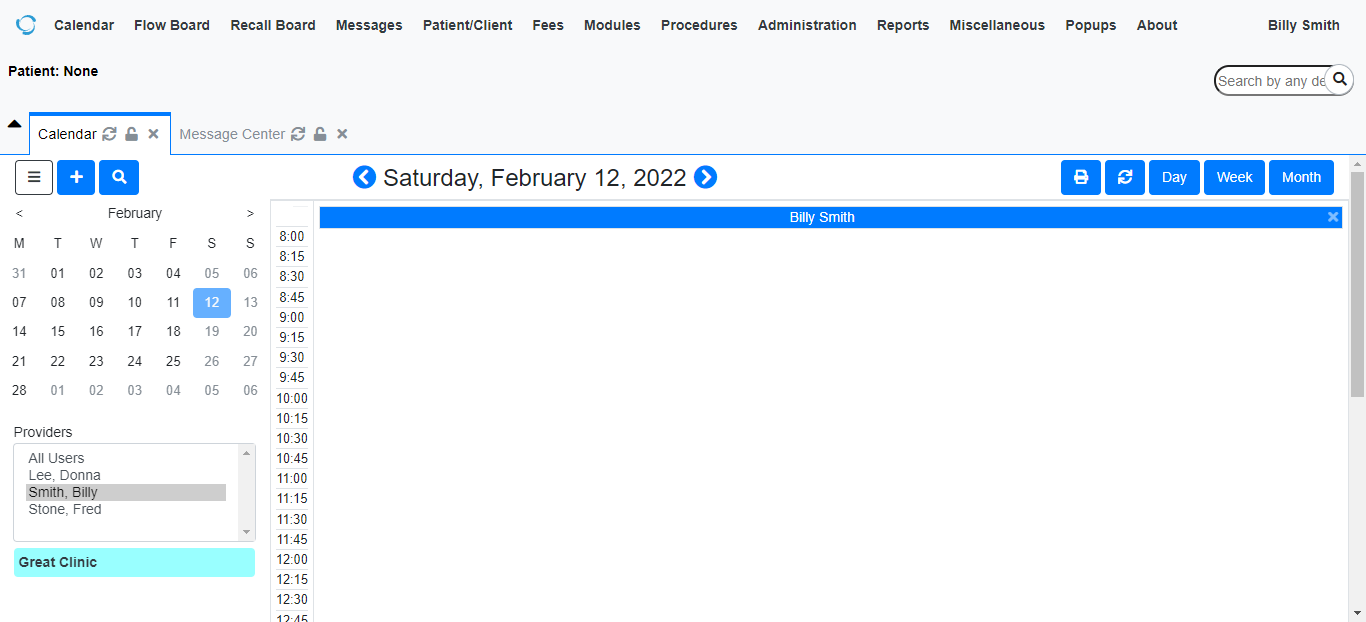 Calendar Flow Board Recall Board Messages Patient/Client Fees Modules Procedures Administration Reports Miscellaneous Popups About Billy Smith
Patient: None
Search by any de
Calendar Message Center
Saturday, February 12, 2022
Day Week Month
< February >
M T W T F S S
31 01 02 03 04 05 06
07 08 09 10 11 12 13
14 15 16 17 18 19 20
21 22 23 24 25 26 27
28 01 02 03 04 05 06
Providers
All Users
Lee, Donna
Smith, Billy
Stone, Fred
Great Clinic
Billy Smith
8:00
8:15
8:30
8:45
9:00
9:15
9:30
9:45
10:00
10:15
10:30
10:45
11:00
11:15
11:30
11:45
12:00
12:15
12:30
12:45